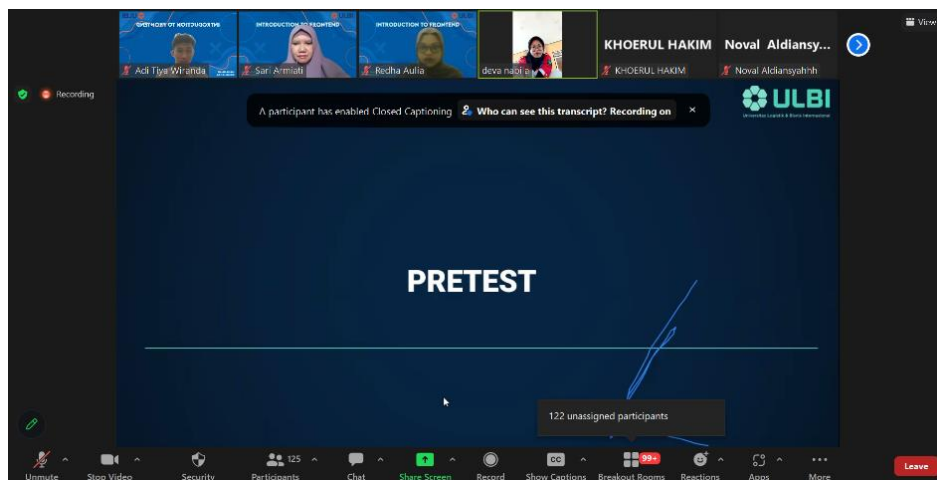 INTRODUCTION TO FRONTEND
INTRODUCTION TO FRONTEND
KHOERUL HAKIM
Noval Aldiansy...
View
Adi Tiya Wiranda
Sari Armiati
Redha Aulia
deva nabila
KHOERUL HAKIM
Noval Aldiansyahhh
Recording
A participant has enabled Closed Captioning
Who can see this transcript? Recording on
ULBI
Universitas Logistik & Bisnis Internasional
PRETEST
122 unassigned participants
125
CC
99+
Unmute
Stop Video
Security
Participants
Chat
Share Screen
Record
Show Captions
Breakout Rooms
Reactions
Apps
More
Leave